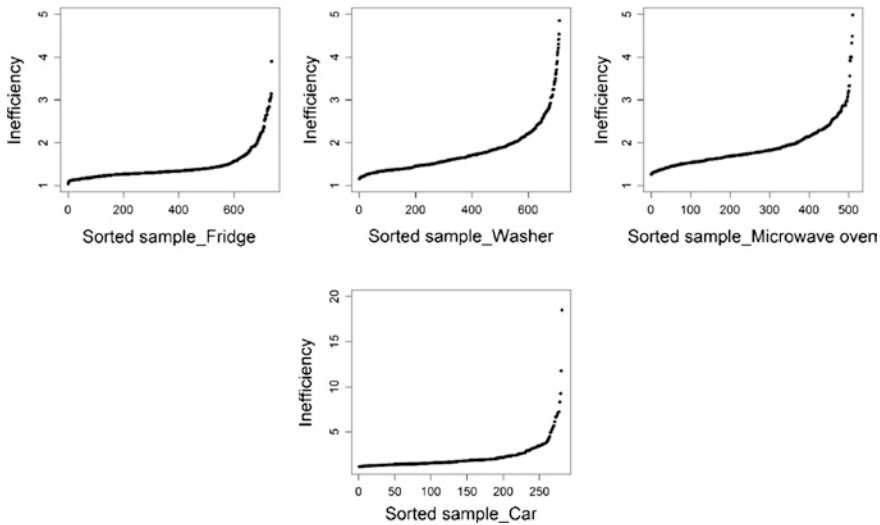 5
4
3
2
1
Inefficiency
0 200 400 600
Sorted sample_Fridge
5
4
3
2
1
Inefficiency
0 200 400 600
Sorted sample_Washer
5
4
3
2
1
Inefficiency
0 100 200 300 400 500
Sorted sample_Microwave oven
20
15
10
5
Inefficiency
0 50 100 150 200 250
Sorted sample_Car